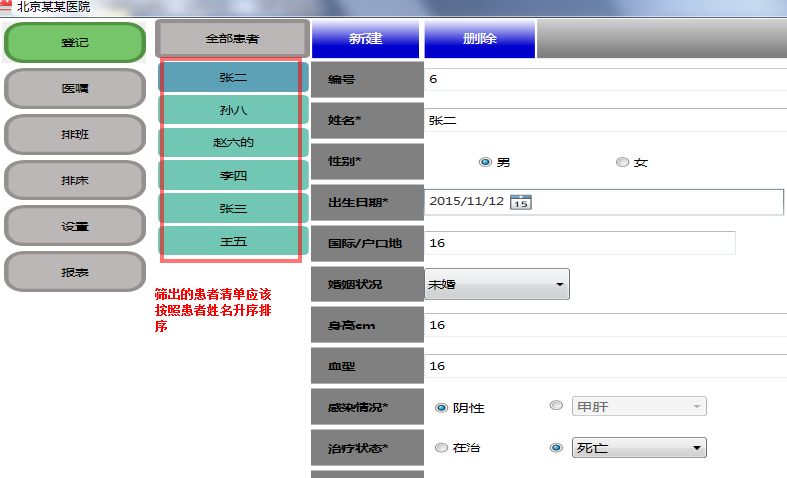 北京某某医院
登记
医嘱
排班
排床
设置
报表
全部患者
张二
孙八
赵六的
李四
张三
王五
筛出的患者清单应该
按照患者姓名升序排
序
新建 删除
编号 6
姓名* 张二
性别* 男 女
出生日期* 2015/11/12 15
国际/户口地 16
婚姻状况 未婚
身高cm 16
血型 16
感染情况* 阴性 甲肝
治疗状态* 在治 死亡